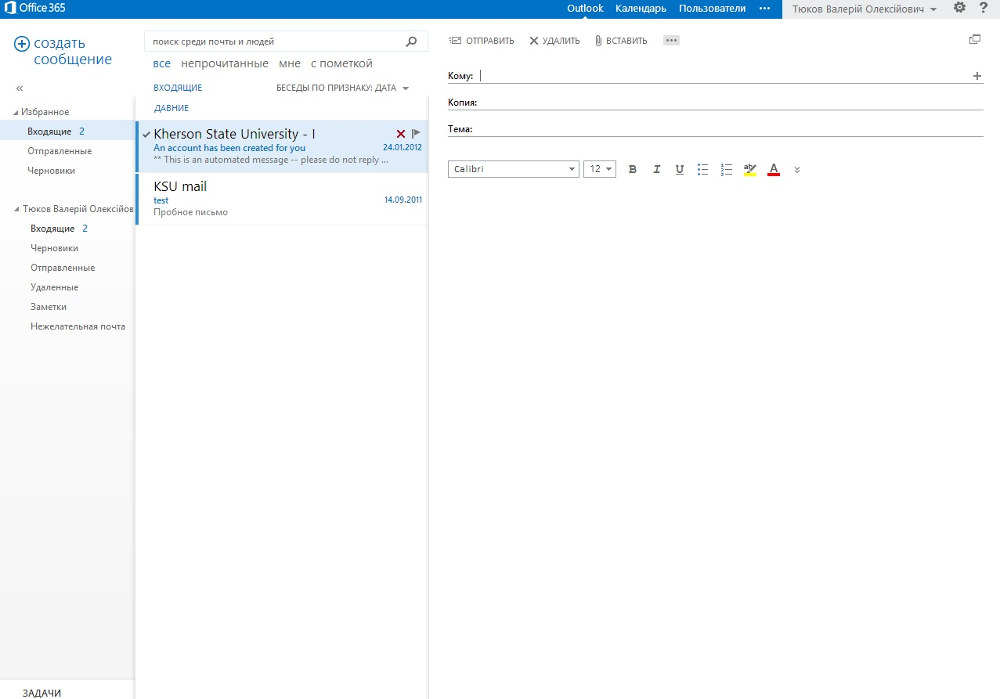 Office 365
Outlook Календарь Пользователи ••• Тюков Валерій Олексійович ?
создать сообщение
«
Избранное
Входящие 2
Отправленные
Черновики
Тюков Валерій Олексійов
Входящие 2
Черновики
Отправленные
Удаленные
Заметки
Нежелательная почта
ЗАДАЧИ
поиск среди почты и людей
все непрочитанные мне с пометкой
ВХОДЯЩИЕ БЕСЕДЫ ПО ПРИЗНАКУ: ДАТА
ДАВНИЕ
Kherson State University - I
An account has been created for you 24.01.2012
** This is an automated message -- please do not reply ...
KSU mail
test 14.09.2011
Пробное письмо
ОТПРАВИТЬ УДАЛИТЬ ВСТАВИТЬ •••
Кому:
Копия:
Тема:
Calibri 12 B I U ab A